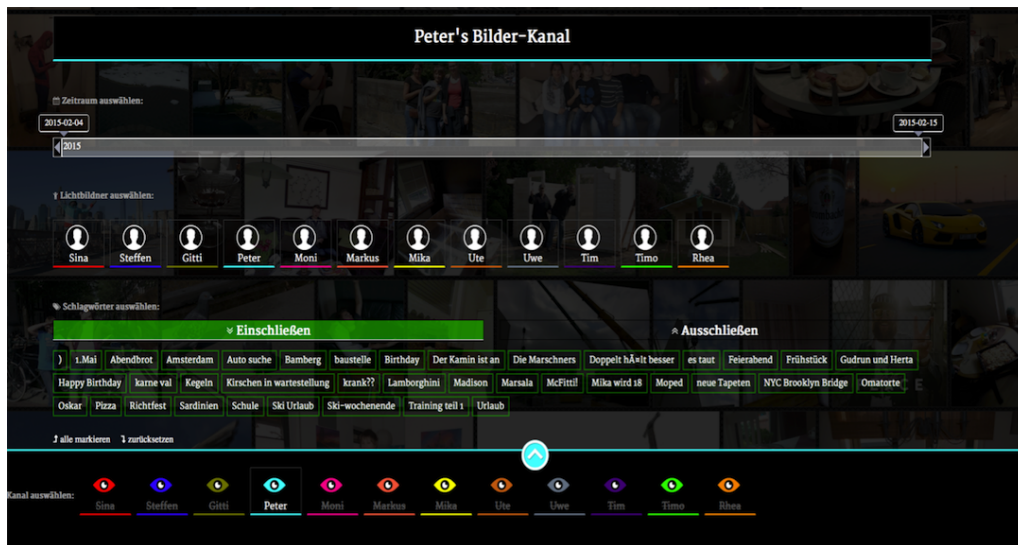 Peter's Bilder-Kanal
Zeitraum auswählen:
2015-02-04 2015-02-15
2015
Lichtbildner auswählen:
Sina Steffen Gitti Peter Moni Markus Mika Ute Uwe Tim Timo Rhea
Schlagwörter auswählen:
Einschließen Ausschließen
) 1.Mai Abendbrot Amsterdam Auto suche Bamberg baustelle Birthday Der Kamin ist an Die Marschners Doppelt hÃ¤lt besser es taut Feierabend Frühstück Gudrun und Herta
Happy Birthday karne val Kegeln Kirschen in wartestellung krank?? Lamborghini Madison Marsala McFitti! Mika wird 18 Moped neue Tapeten NYC Brooklyn Bridge Omatorte
Oskar Pizza Richtfest Sardinien Schule Ski Urlaub Ski-wochenende Training teil 1 Urlaub
alle markieren zurücksetzen
Kanal auswählen:
Sina Steffen Gitti Peter Moni Markus Mika Ute Uwe Tim Timo Rhea